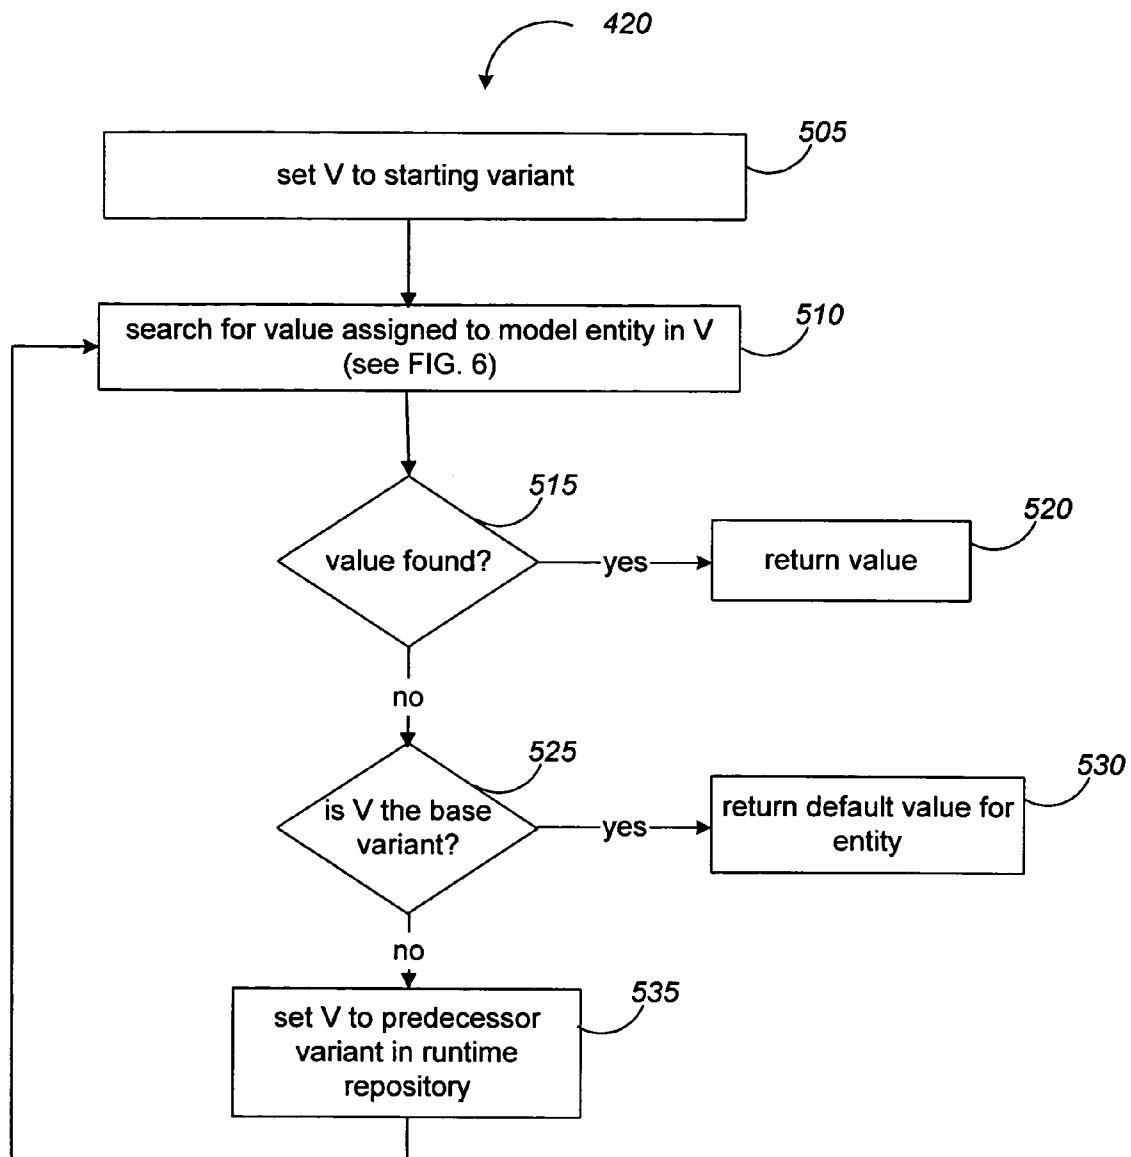 420
505
set V to starting variant
510
search for value assigned to model entity in V
(see FIG. 6)
515
value found?
yes
520
return value
no
525
is V the base
variant?
yes
530
return default value for
entity
no
535
set V to predecessor
variant in runtime
repository